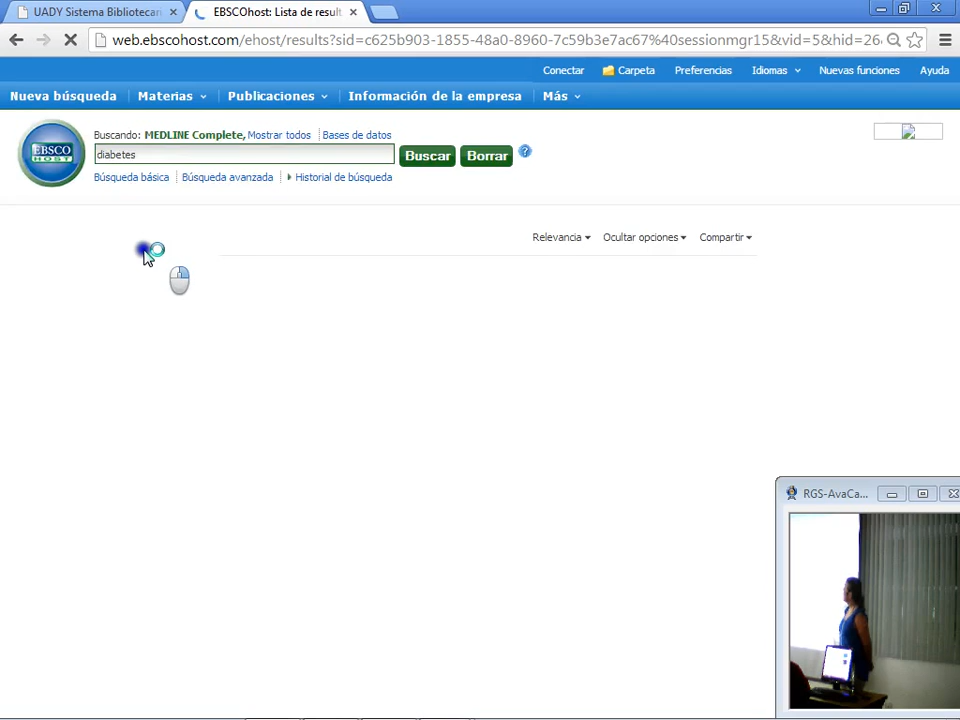 UADY Sistema Bibliotecari
EBSCOhost: Lista de result
web.ebscohost.com/ehost/results?sid=c625b903-1855-48a0-8960-7c59b3e7ac67%40sessionmgr15&vid=5&hid=26
Conectar Carpeta Preferencias Idiomas Nuevas funciones Ayuda
Nueva búsqueda Materias Publicaciones Información de la empresa Más
Buscando: MEDLINE Complete, Mostrar todos Bases de datos
EBSCO
HOST
diabetes
Buscar Borrar ?
Búsqueda básica Búsqueda avanzada Historial de búsqueda
Relevancia Ocultar opciones Compartir
RGS-AvaCa...